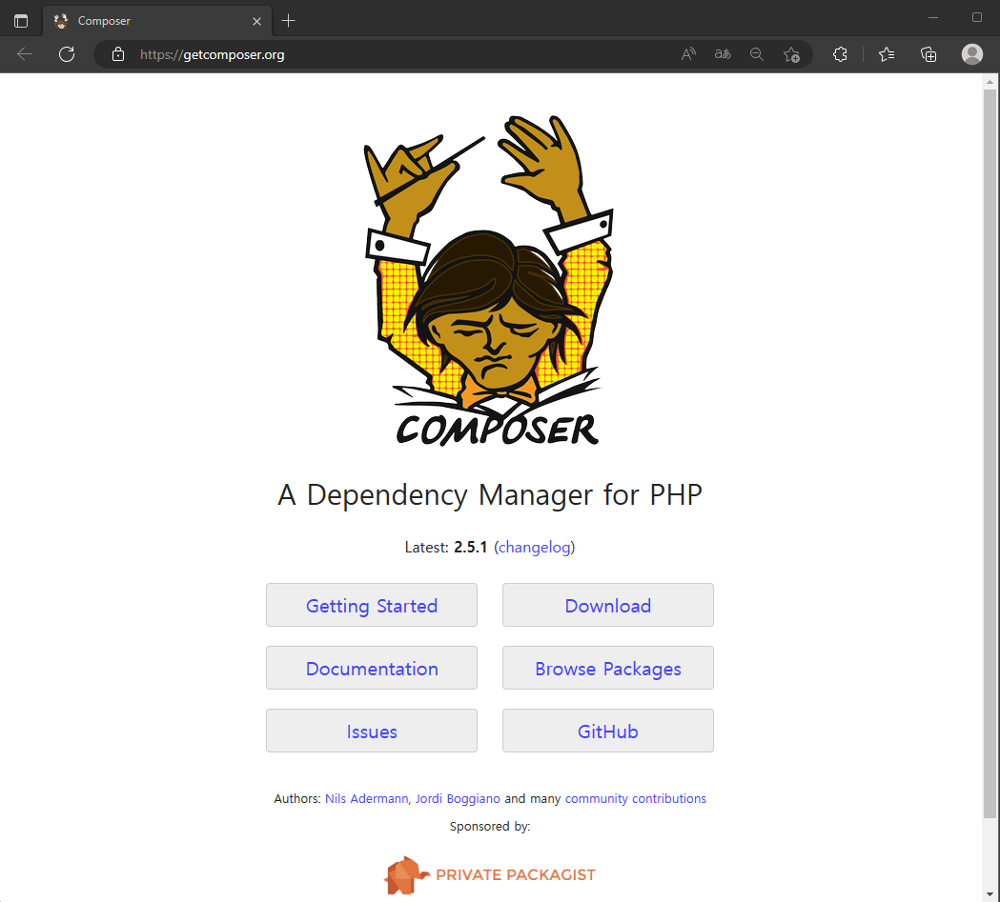 Composer
https://getcomposer.org
COMPOSER
A Dependency Manager for PHP
Latest: 2.5.1 (changelog)
Getting Started
Download
Documentation
Browse Packages
Issues
GitHub
Authors: Nils Adermann, Jordi Boggiano and many community contributions
Sponsored by:
PRIVATE PACKAGIST